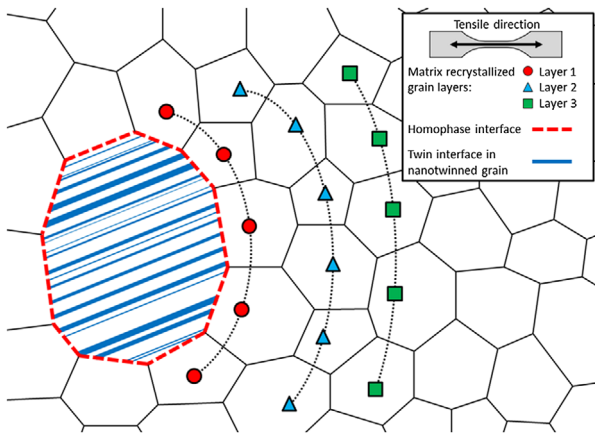 Tensile direction
Matrix recrystallized
grain layers:
Layer 1
Layer 2
Layer 3
Homophase interface
Twin interface in
nanotwinned grain